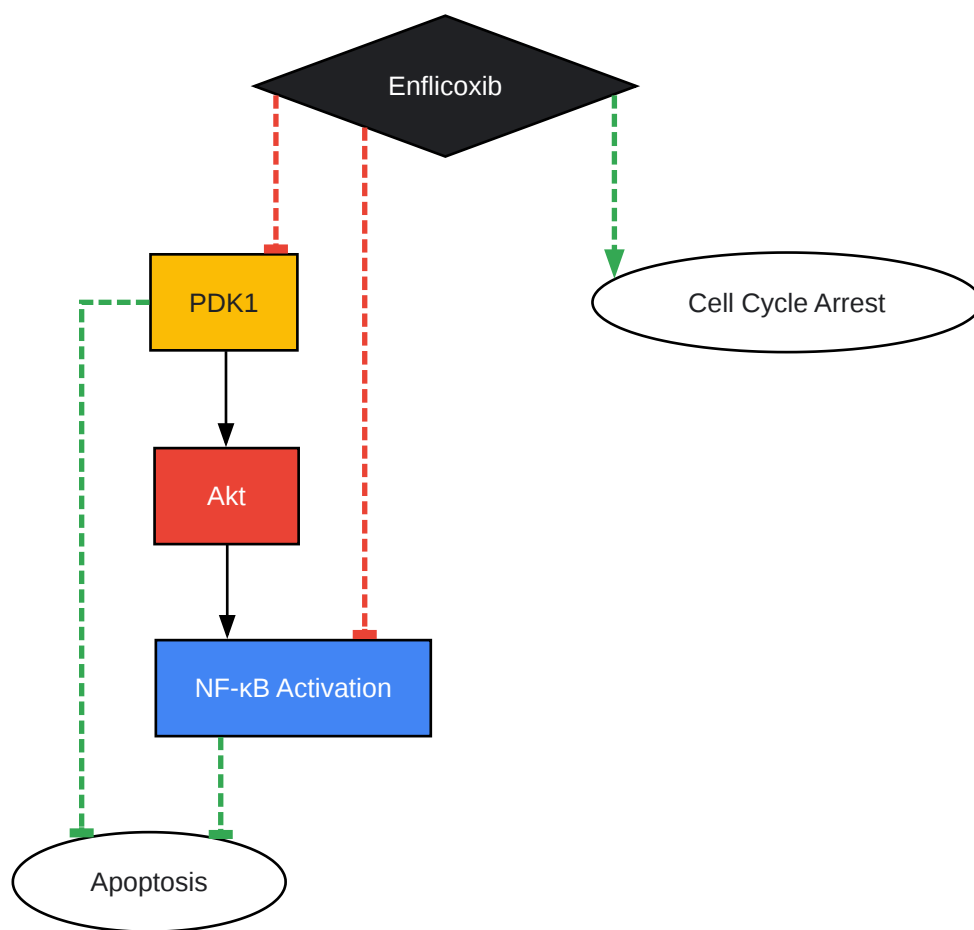 Enflicoxib
PDK1
Cell Cycle Arrest
Akt
NF-κB Activation
Apoptosis